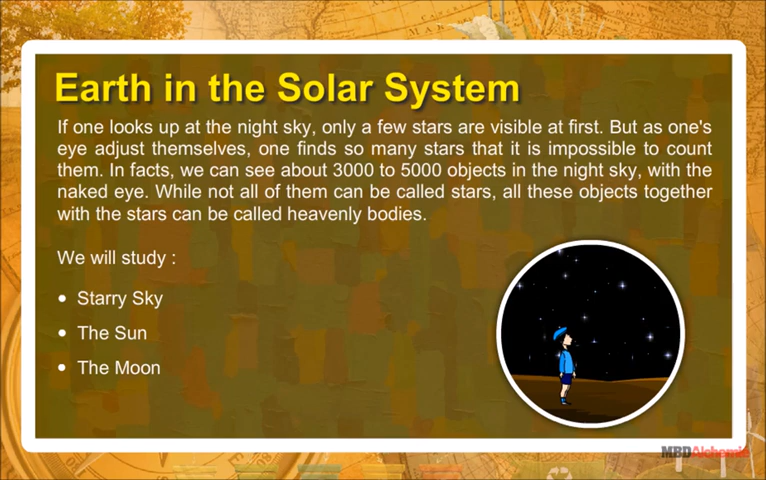 Earth in the Solar System
If one looks up at the night sky, only a few stars are visible at first. But as one's
eye adjust themselves, one finds so many stars that it is impossible to count
them. In facts, we can see about 3000 to 5000 objects in the night sky, with the
naked eye. While not all of them can be called stars, all these objects together
with the stars can be called heavenly bodies.
We will study :
• Starry Sky
• The Sun
• The Moon
MBDAlchemie